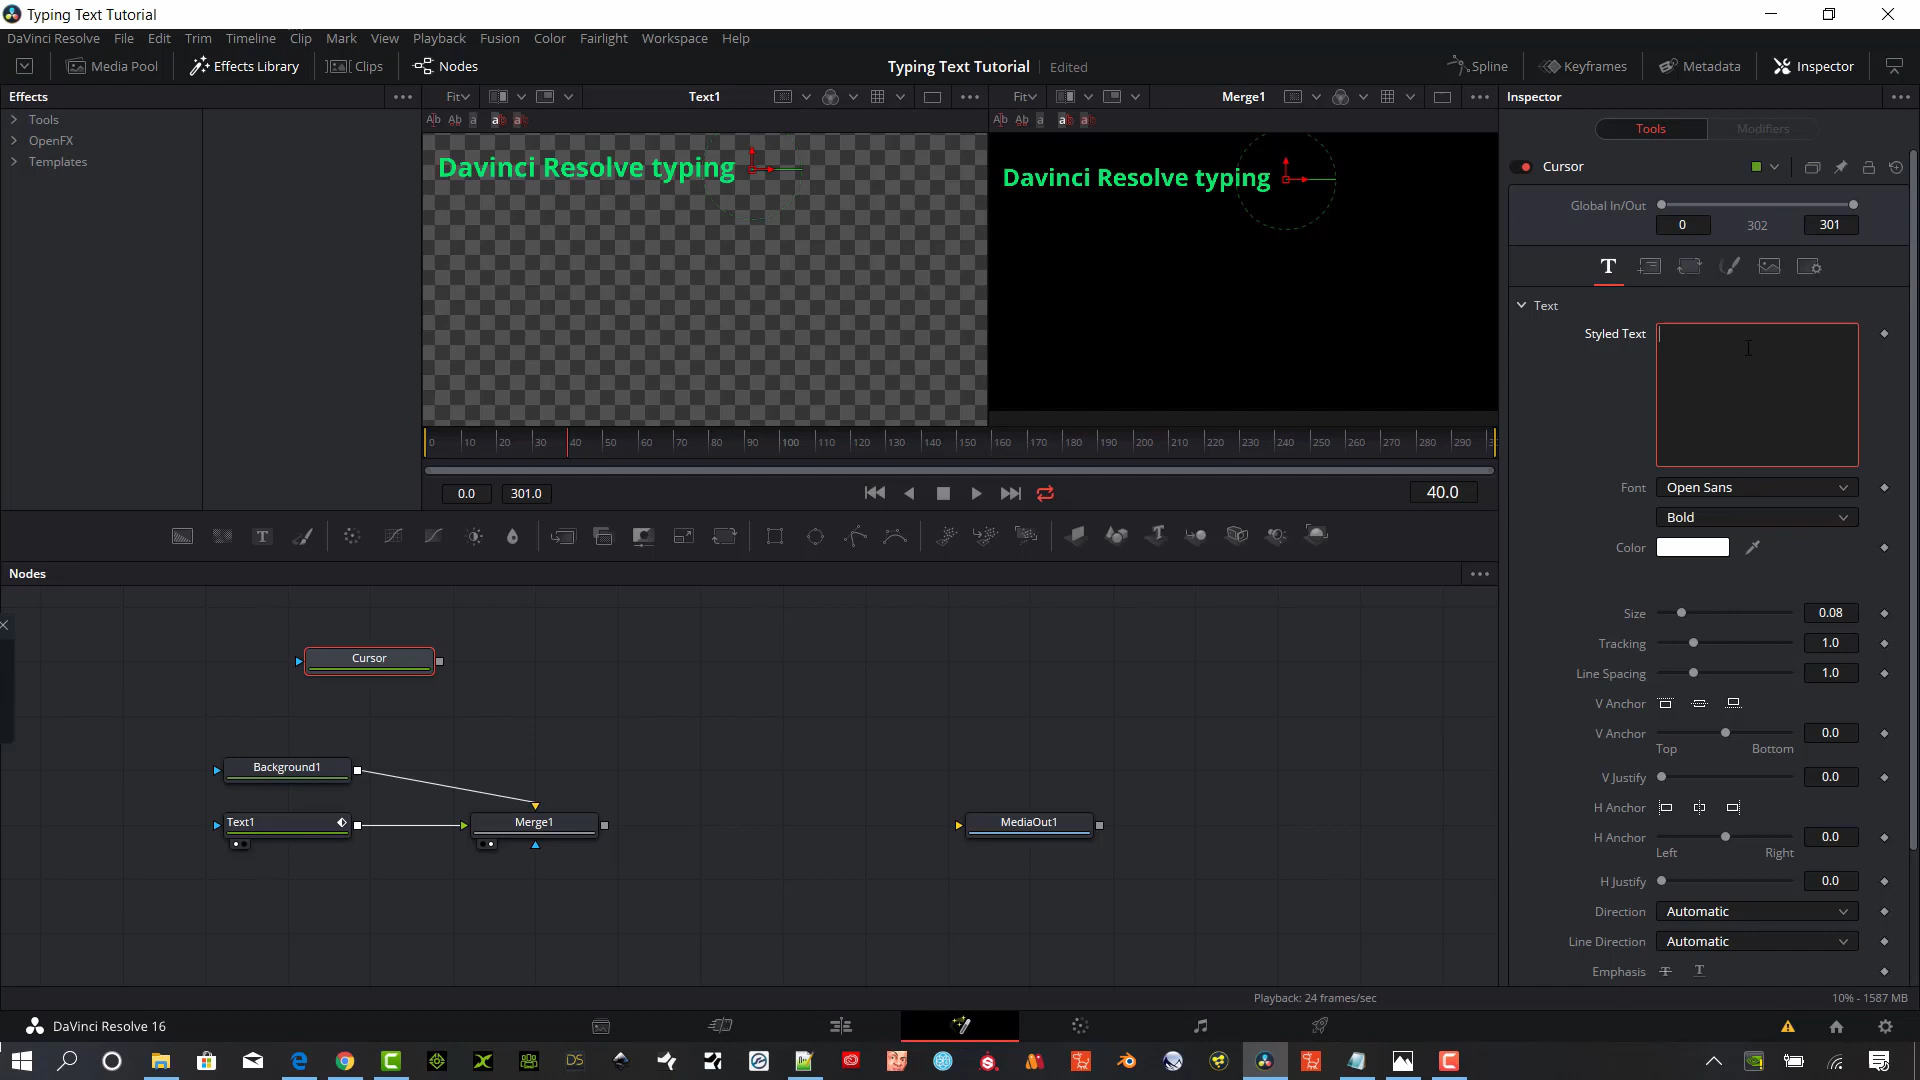 Typing Text Tutorial
DaVinci Resolve File Edit Trim Timeline Clip Mark View Playback Fusion Color Fairlight Workspace Help
Media Pool Effects Library Clips Nodes Typing Text Tutorial Edited Spline Keyframes Metadata Inspector
Effects Fit Text1 Fit Merge1 Inspector
Tools
OpenFX
Templates
Davinci Resolve typing
Davinci Resolve typing
0 10 20 30 40 50 60 70 80 90 100 110 120 130 140 150 160 170 180 190 200 210 220 230 240 250 260 270 280 290
0.0 301.0 40.0
Nodes
Cursor
Background1
Text1
Merge1
MediaOut1
Tools Modifiers
Cursor
Global In/Out
0 302 301
Text
Styled Text
Font Open Sans
Bold
Color
Size 0.08
Tracking 1.0
Line Spacing 1.0
V Anchor
V Anchor 0.0
Top Bottom
V Justify 0.0
H Anchor
H Anchor 0.0
Left Right
H Justify 0.0
Direction Automatic
Line Direction Automatic
Emphasis T T
Playback: 24 frames/sec 10% - 1587 MB
DaVinci Resolve 16